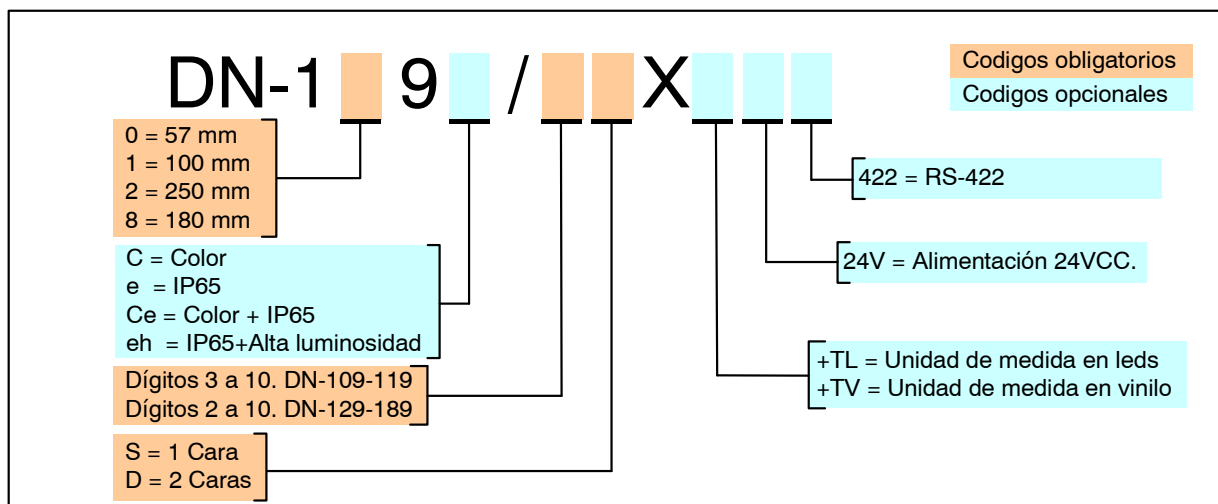 DN-1 9 / X
Codigos obligatorios
Codigos opcionales
0 = 57 mm
1 = 100 mm
2 = 250 mm
8 = 180 mm
422 = RS-422
C = Color
e = IP65
Ce = Color + IP65
eh = IP65+Alta luminosidad
24V = Alimentación 24VCC.
+TL = Unidad de medida en leds
+TV = Unidad de medida en vinilo
Dígitos 3 a 10. DN-109-119
Dígitos 2 a 10. DN-129-189
S = 1 Cara
D = 2 Caras